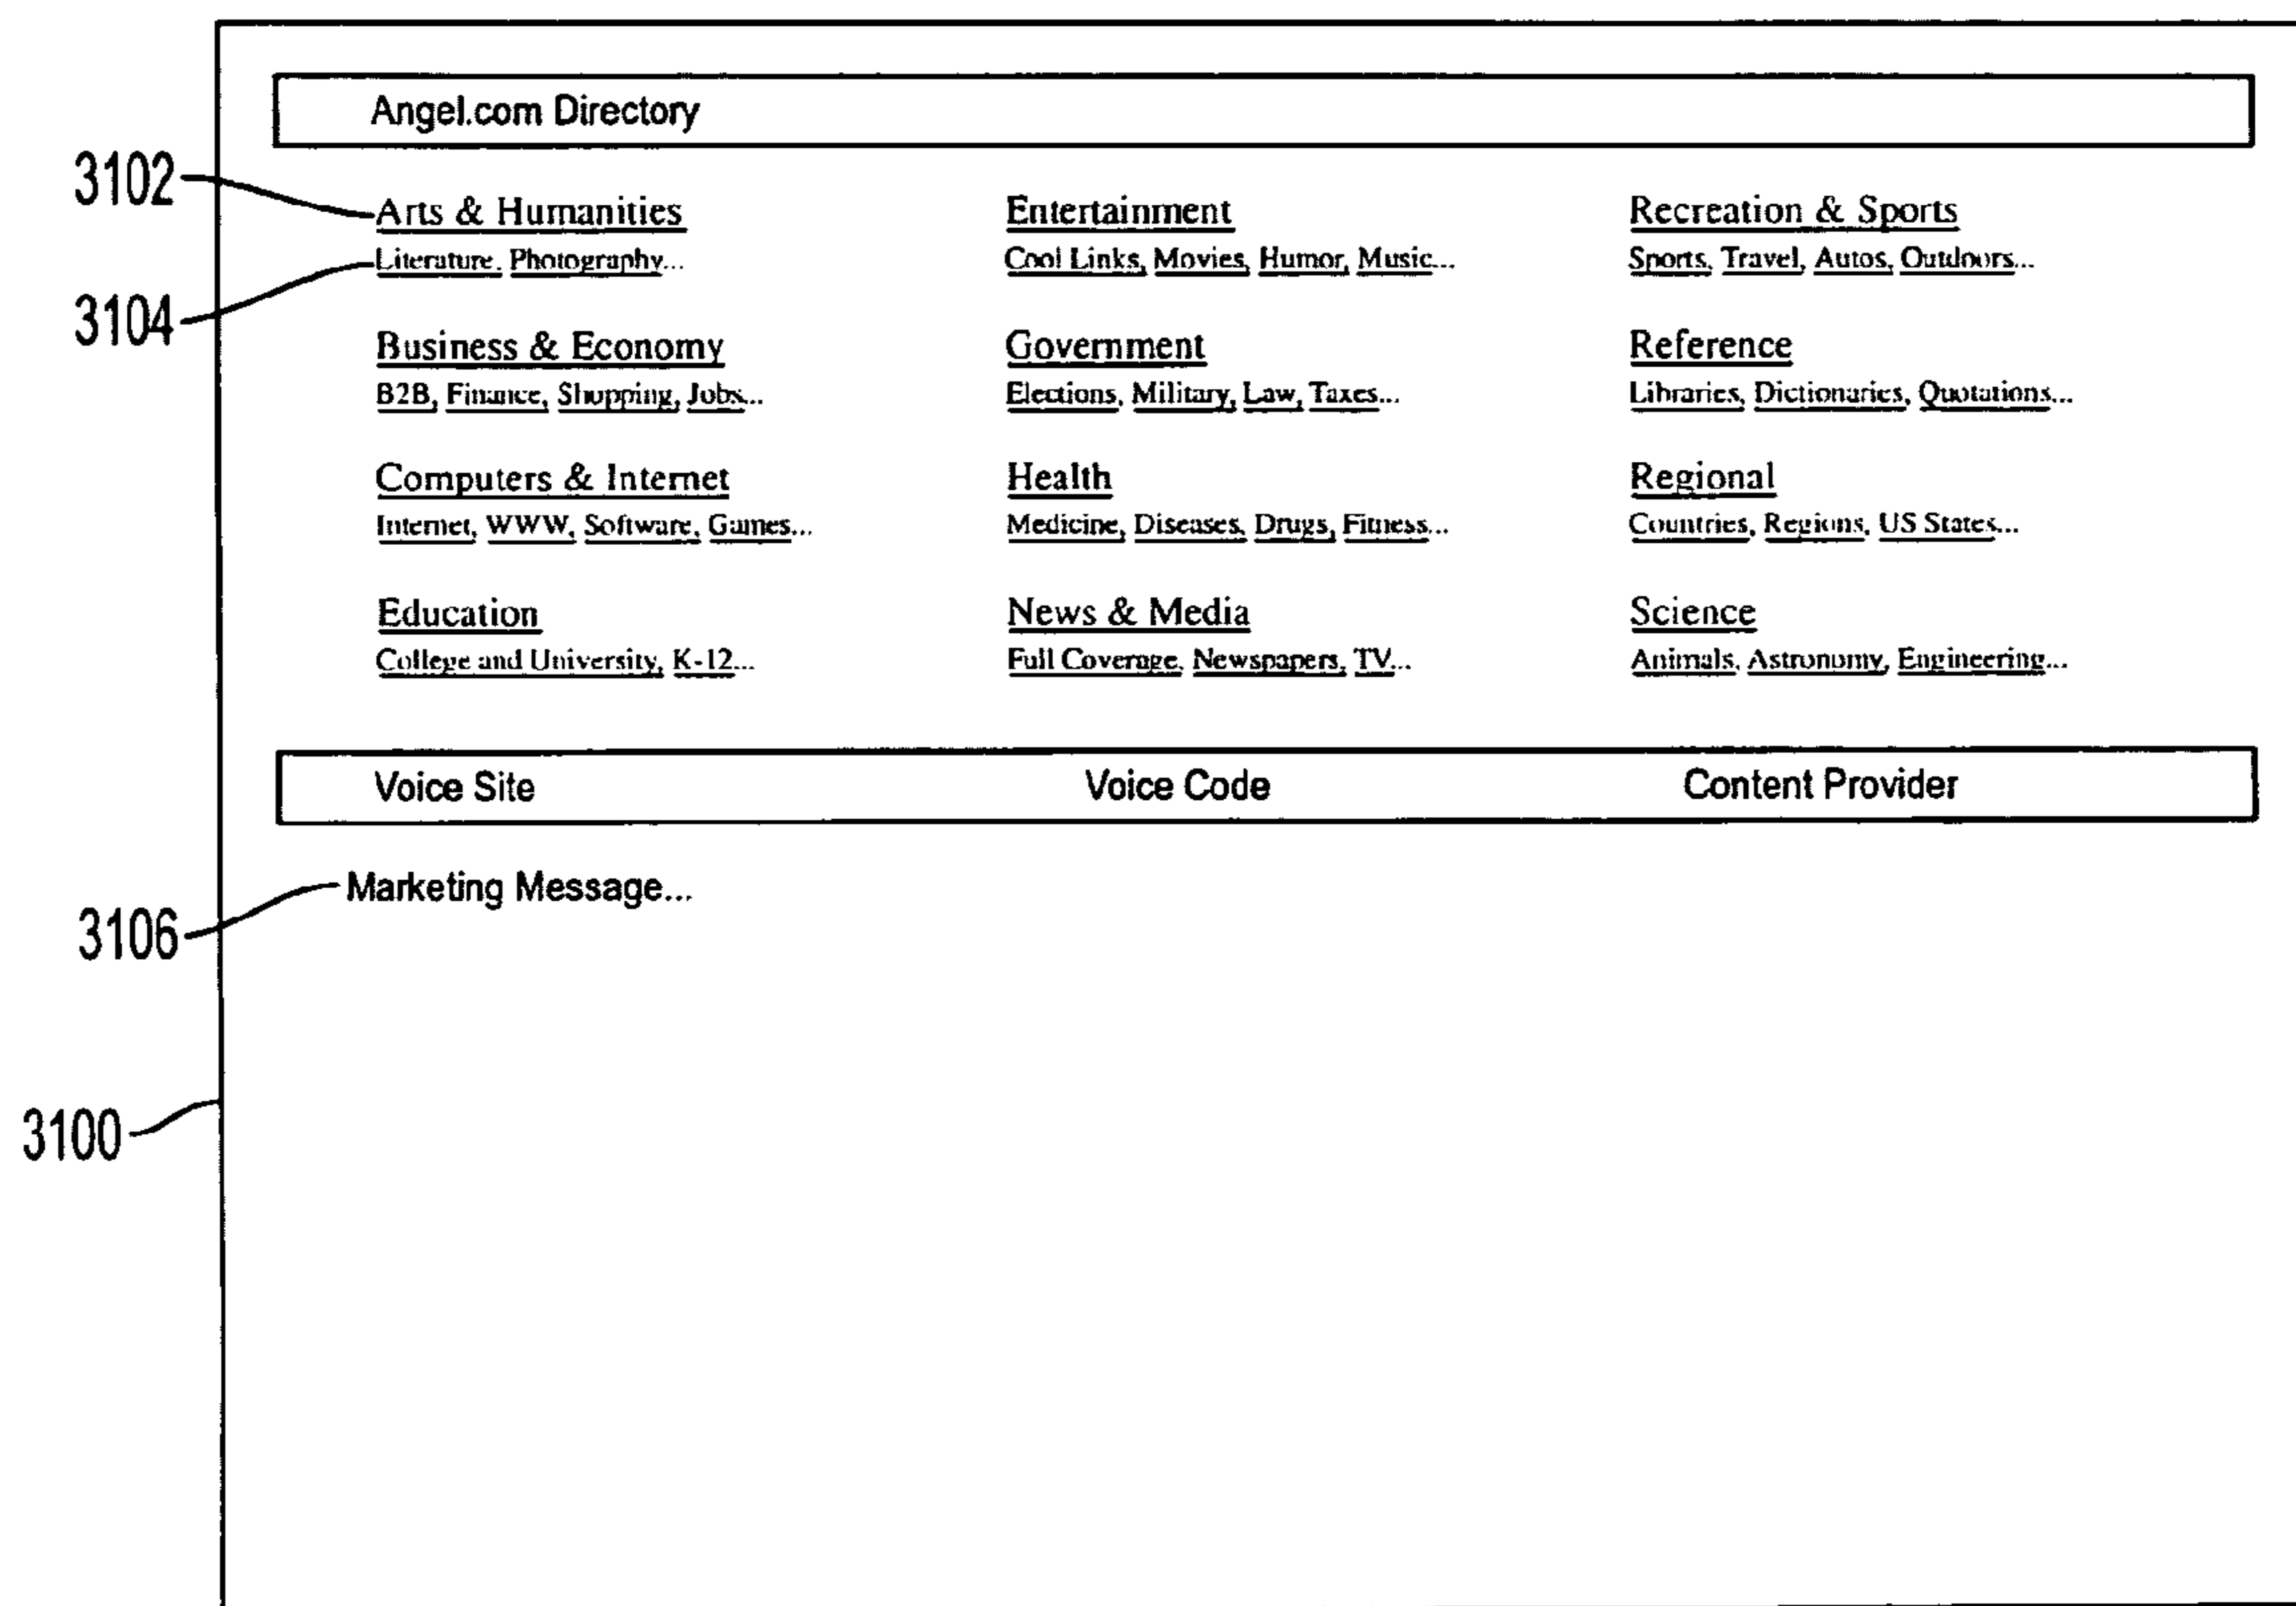 Angel.com Directory
3102
Arts & Humanities Entertainment Recreation & Sports
Literature, Photography... Cool Links, Movies, Humor, Music... Sports, Travel, Autos, Outdoors...
3104
Business & Economy Government Reference
B2B, Finance, Shopping, Jobs... Elections, Military, Law, Taxes... Libraries, Dictionaries, Quotations...
Computers & Internet Health Regional
Internet, WWW, Software, Games... Medicine, Diseases, Drugs, Fitness... Countries, Regions, US States...
Education News & Media Science
College and University, K-12... Full Coverage, Newspapers, TV... Animals, Astronomy, Engineering...
Voice Site Voice Code Content Provider
Marketing Message...
3106
3100